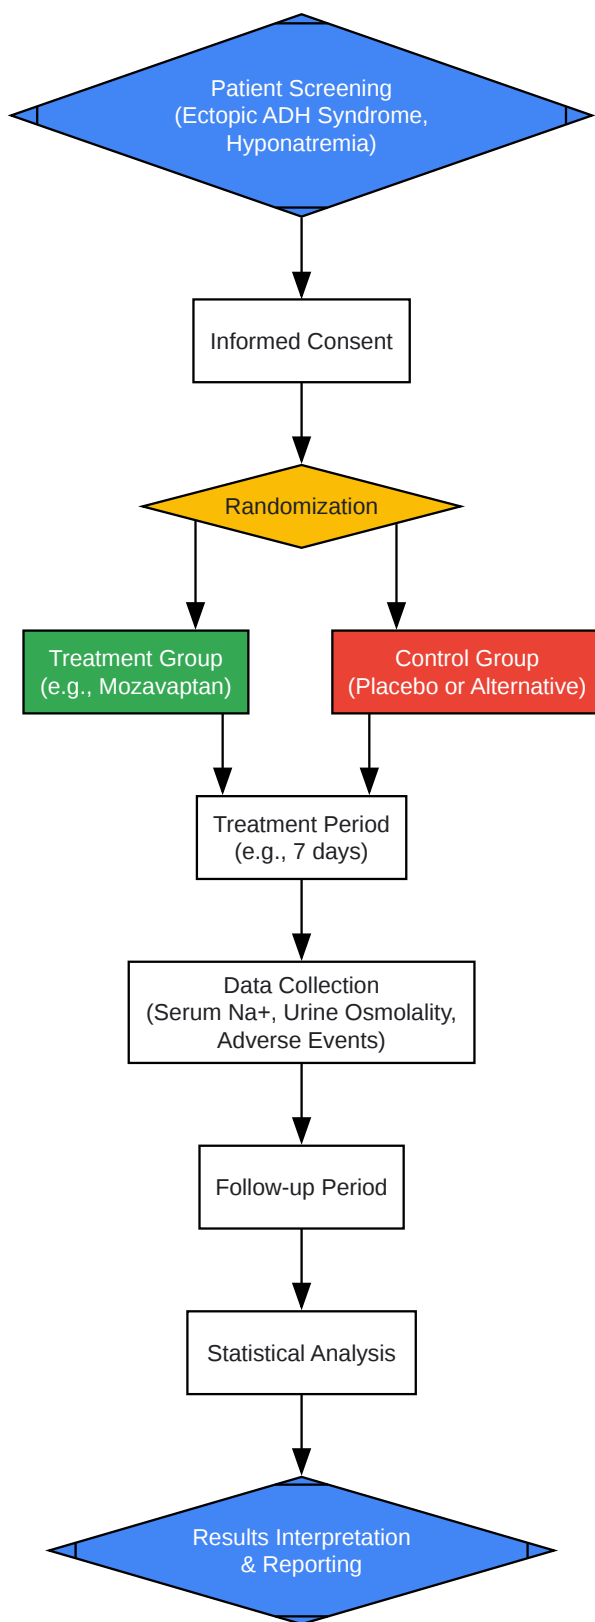 Patient Screening
(Ectopic ADH Syndrome,
Hyponatremia)
Informed Consent
Randomization
Treatment Group
(e.g., Mozavaptan)
Control Group
(Placebo or Alternative)
Treatment Period
(e.g., 7 days)
Data Collection
(Serum Na+, Urine Osmolality,
Adverse Events)
Follow-up Period
Statistical Analysis
Results Interpretation
& Reporting